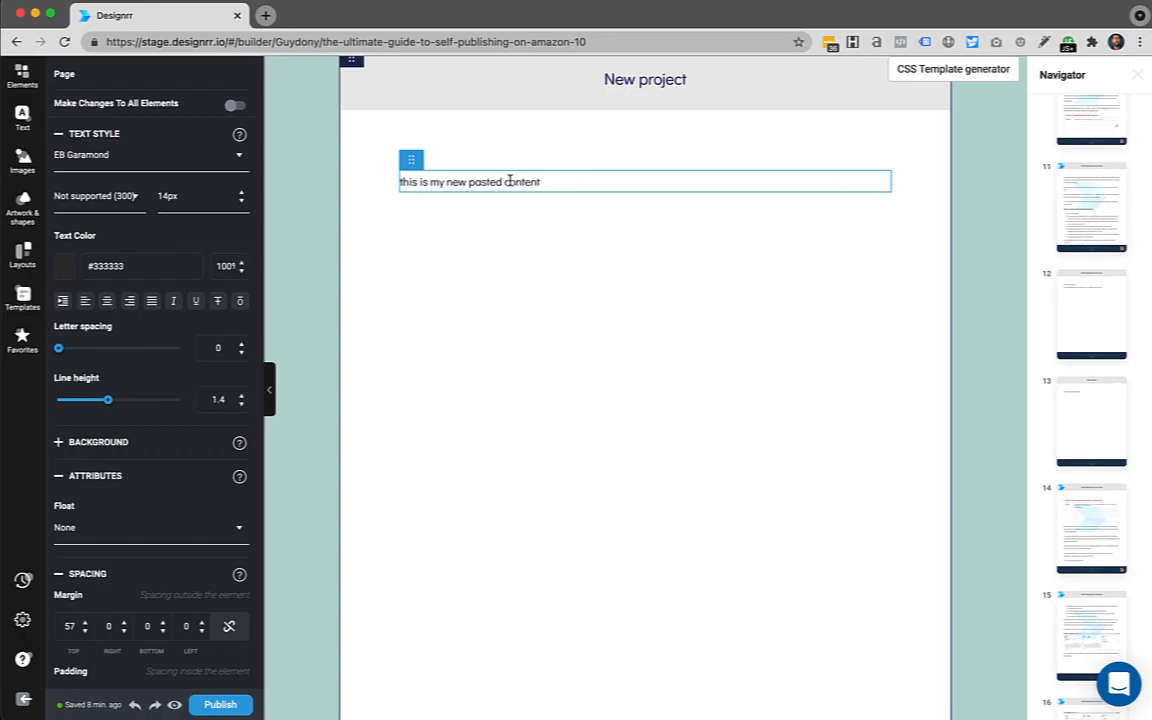 Designrr
https://stage.designrr.io/#/builder/Guydony/the-ultimate-guide-to-self-publishing-on-amazon-10
36
JS+
Elements
Text
Images
Artwork &
shapes
Layouts
Templates
Favorites
Page
Make Changes To All Elements
TEXT STYLE
EB Garamond
Not supported (300)
14px
Text Color
#333333
100%
Letter spacing
0
Line height
1.4
BACKGROUND
ATTRIBUTES
Float
None
SPACING
Margin
Spacing outside the element
57
0
0
0
TOP
RIGHT
BOTTOM
LEFT
Padding
Spacing inside the element
Saved 8 min. ago
Publish
New project
this is my new pasted content
CSS Template generator
Navigator
11
12
13
14
15
16